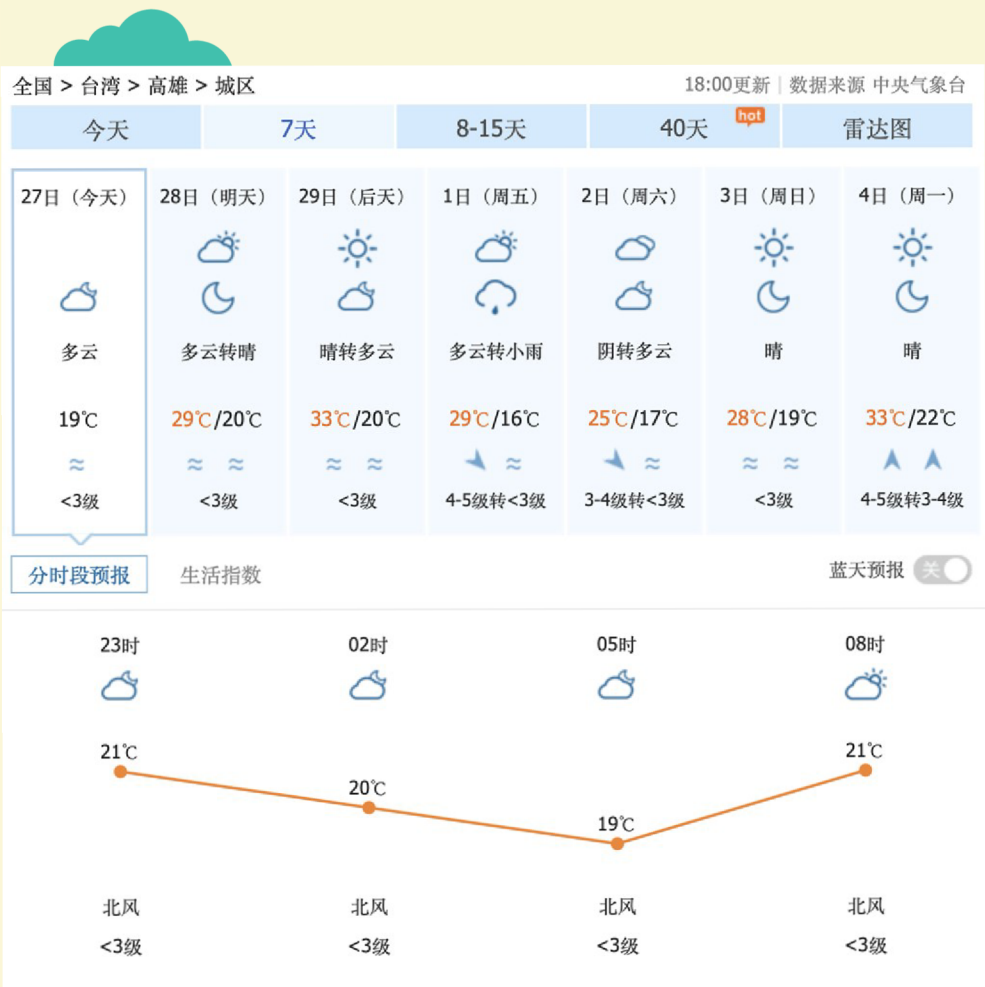 全国 > 台湾 > 高雄 > 城区
18:00更新 | 数据来源 中央气象台
今天 7天 8-15天 40天 hot 雷达图
27日（今天） 28日（明天） 29日（后天） 1日（周五） 2日（周六） 3日（周日） 4日（周一）
多云 多云转晴 晴转多云 多云转小雨 阴转多云 晴 晴
19℃ 29℃/20℃ 33℃/20℃ 29℃/16℃ 25℃/17℃ 28℃/19℃ 33℃/22℃
<3级 <3级 <3级 4-5级转<3级 3-4级转<3级 <3级 4-5级转3-4级
分时段预报 生活指数 蓝天预报 关
23时 02时 05时 08时
21℃ 20℃ 19℃ 21℃
北风 北风 北风 北风
<3级 <3级 <3级 <3级